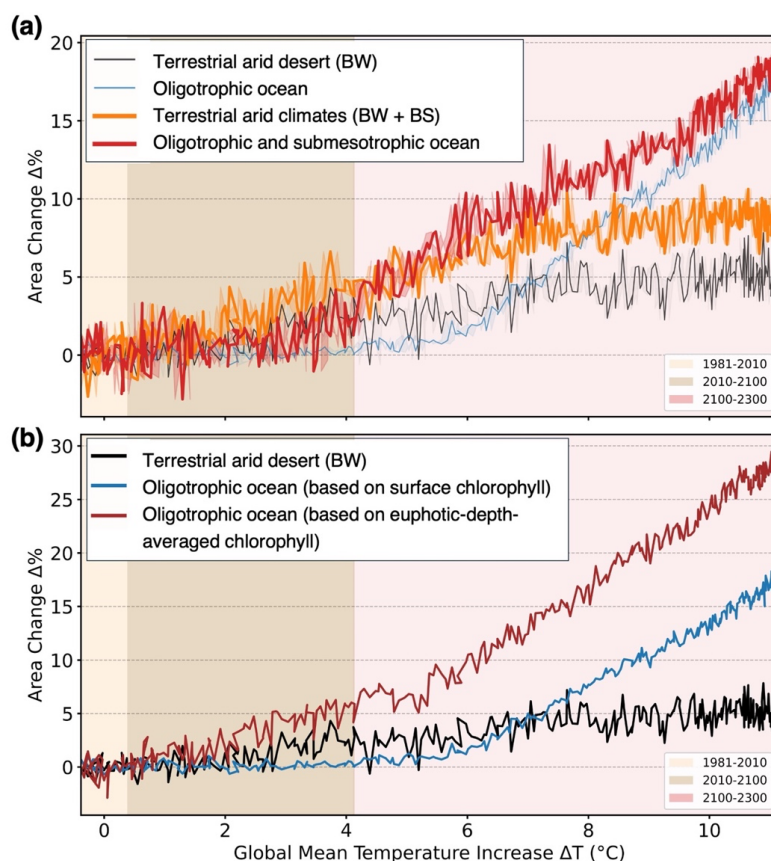 (a)
20
15
10
5
0
Area Change Δ%
Terrestrial arid desert (BW)
Oligotrophic ocean
Terrestrial arid climates (BW + BS)
Oligotrophic and submesotrophic ocean
1981-2010
2010-2100
2100-2300
(b)
30
25
20
15
10
5
0
Area Change Δ%
Terrestrial arid desert (BW)
Oligotrophic ocean (based on surface chlorophyll)
Oligotrophic ocean (based on euphotic-depth-
averaged chlorophyll)
1981-2010
2010-2100
2100-2300
0 2 4 6 8 10
Global Mean Temperature Increase ΔT (°C)